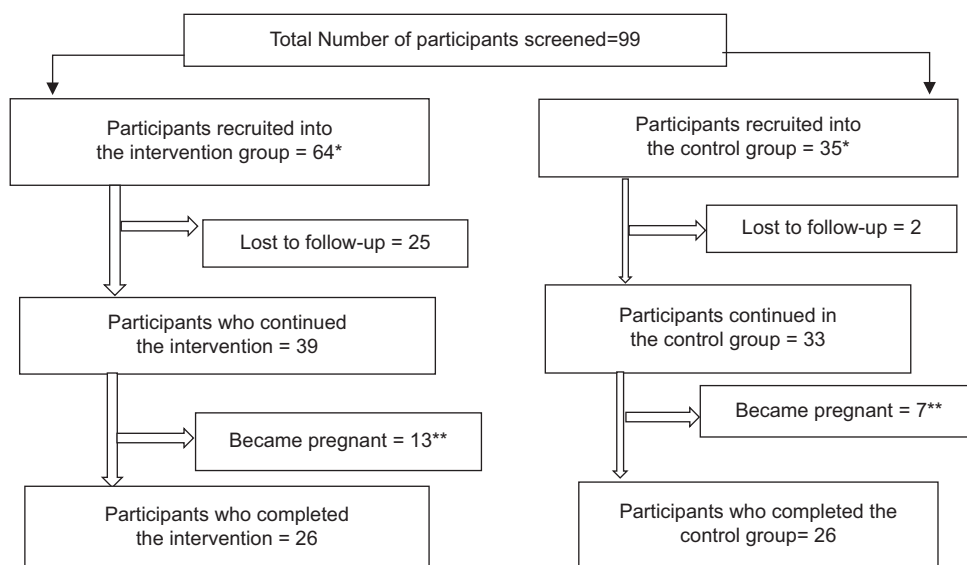 Total Number of participants screened=99
Participants recruited into
the intervention group = 64*
Participants recruited into
the control group = 35*
Lost to follow-up = 25
Lost to follow-up = 2
Participants who continued
the intervention = 39
Participants continued in
the control group = 33
Became pregnant = 13**
Became pregnant = 7**
Participants who completed
the intervention = 26
Participants who completed the
control group= 26